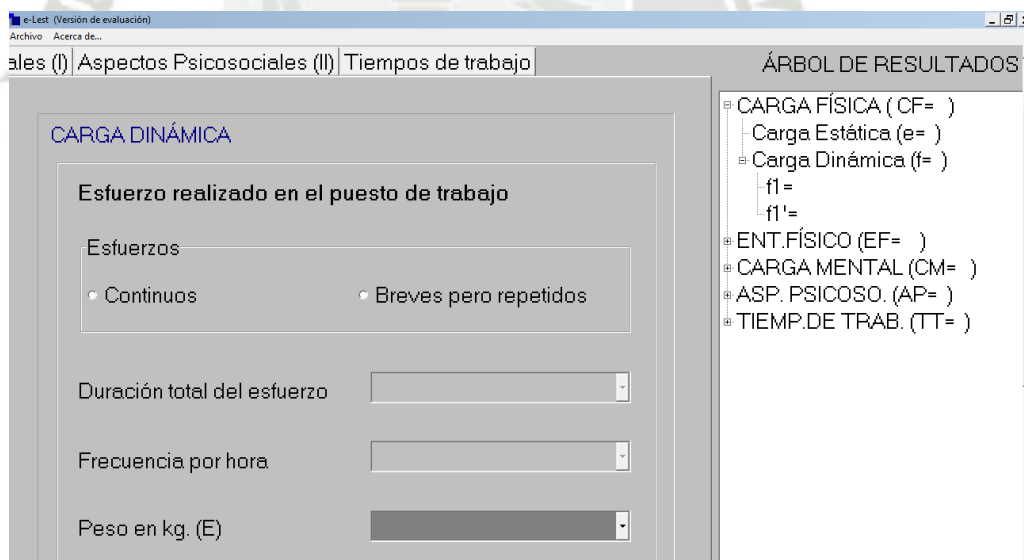 e-Lest (Versión de evaluación)
Archivo Acerca de...
ales (I) Aspectos Psicosociales (II) Tiempos de trabajo
CARGA DINÁMICA
Esfuerzo realizado en el puesto de trabajo
Esfuerzos
Continuos Breves pero repetidos
Duración total del esfuerzo
Frecuencia por hora
Peso en kg. (E)
ÁRBOL DE RESULTADOS
CARGA FÍSICA ( CF= )
Carga Estática (e= )
Carga Dinámica (f= )
f1=
f1'=
ENT.FÍSICO (EF= )
CARGA MENTAL (CM= )
ASP. PSICOSO. (AP= )
TIEMP.DE TRAB. (TT= )